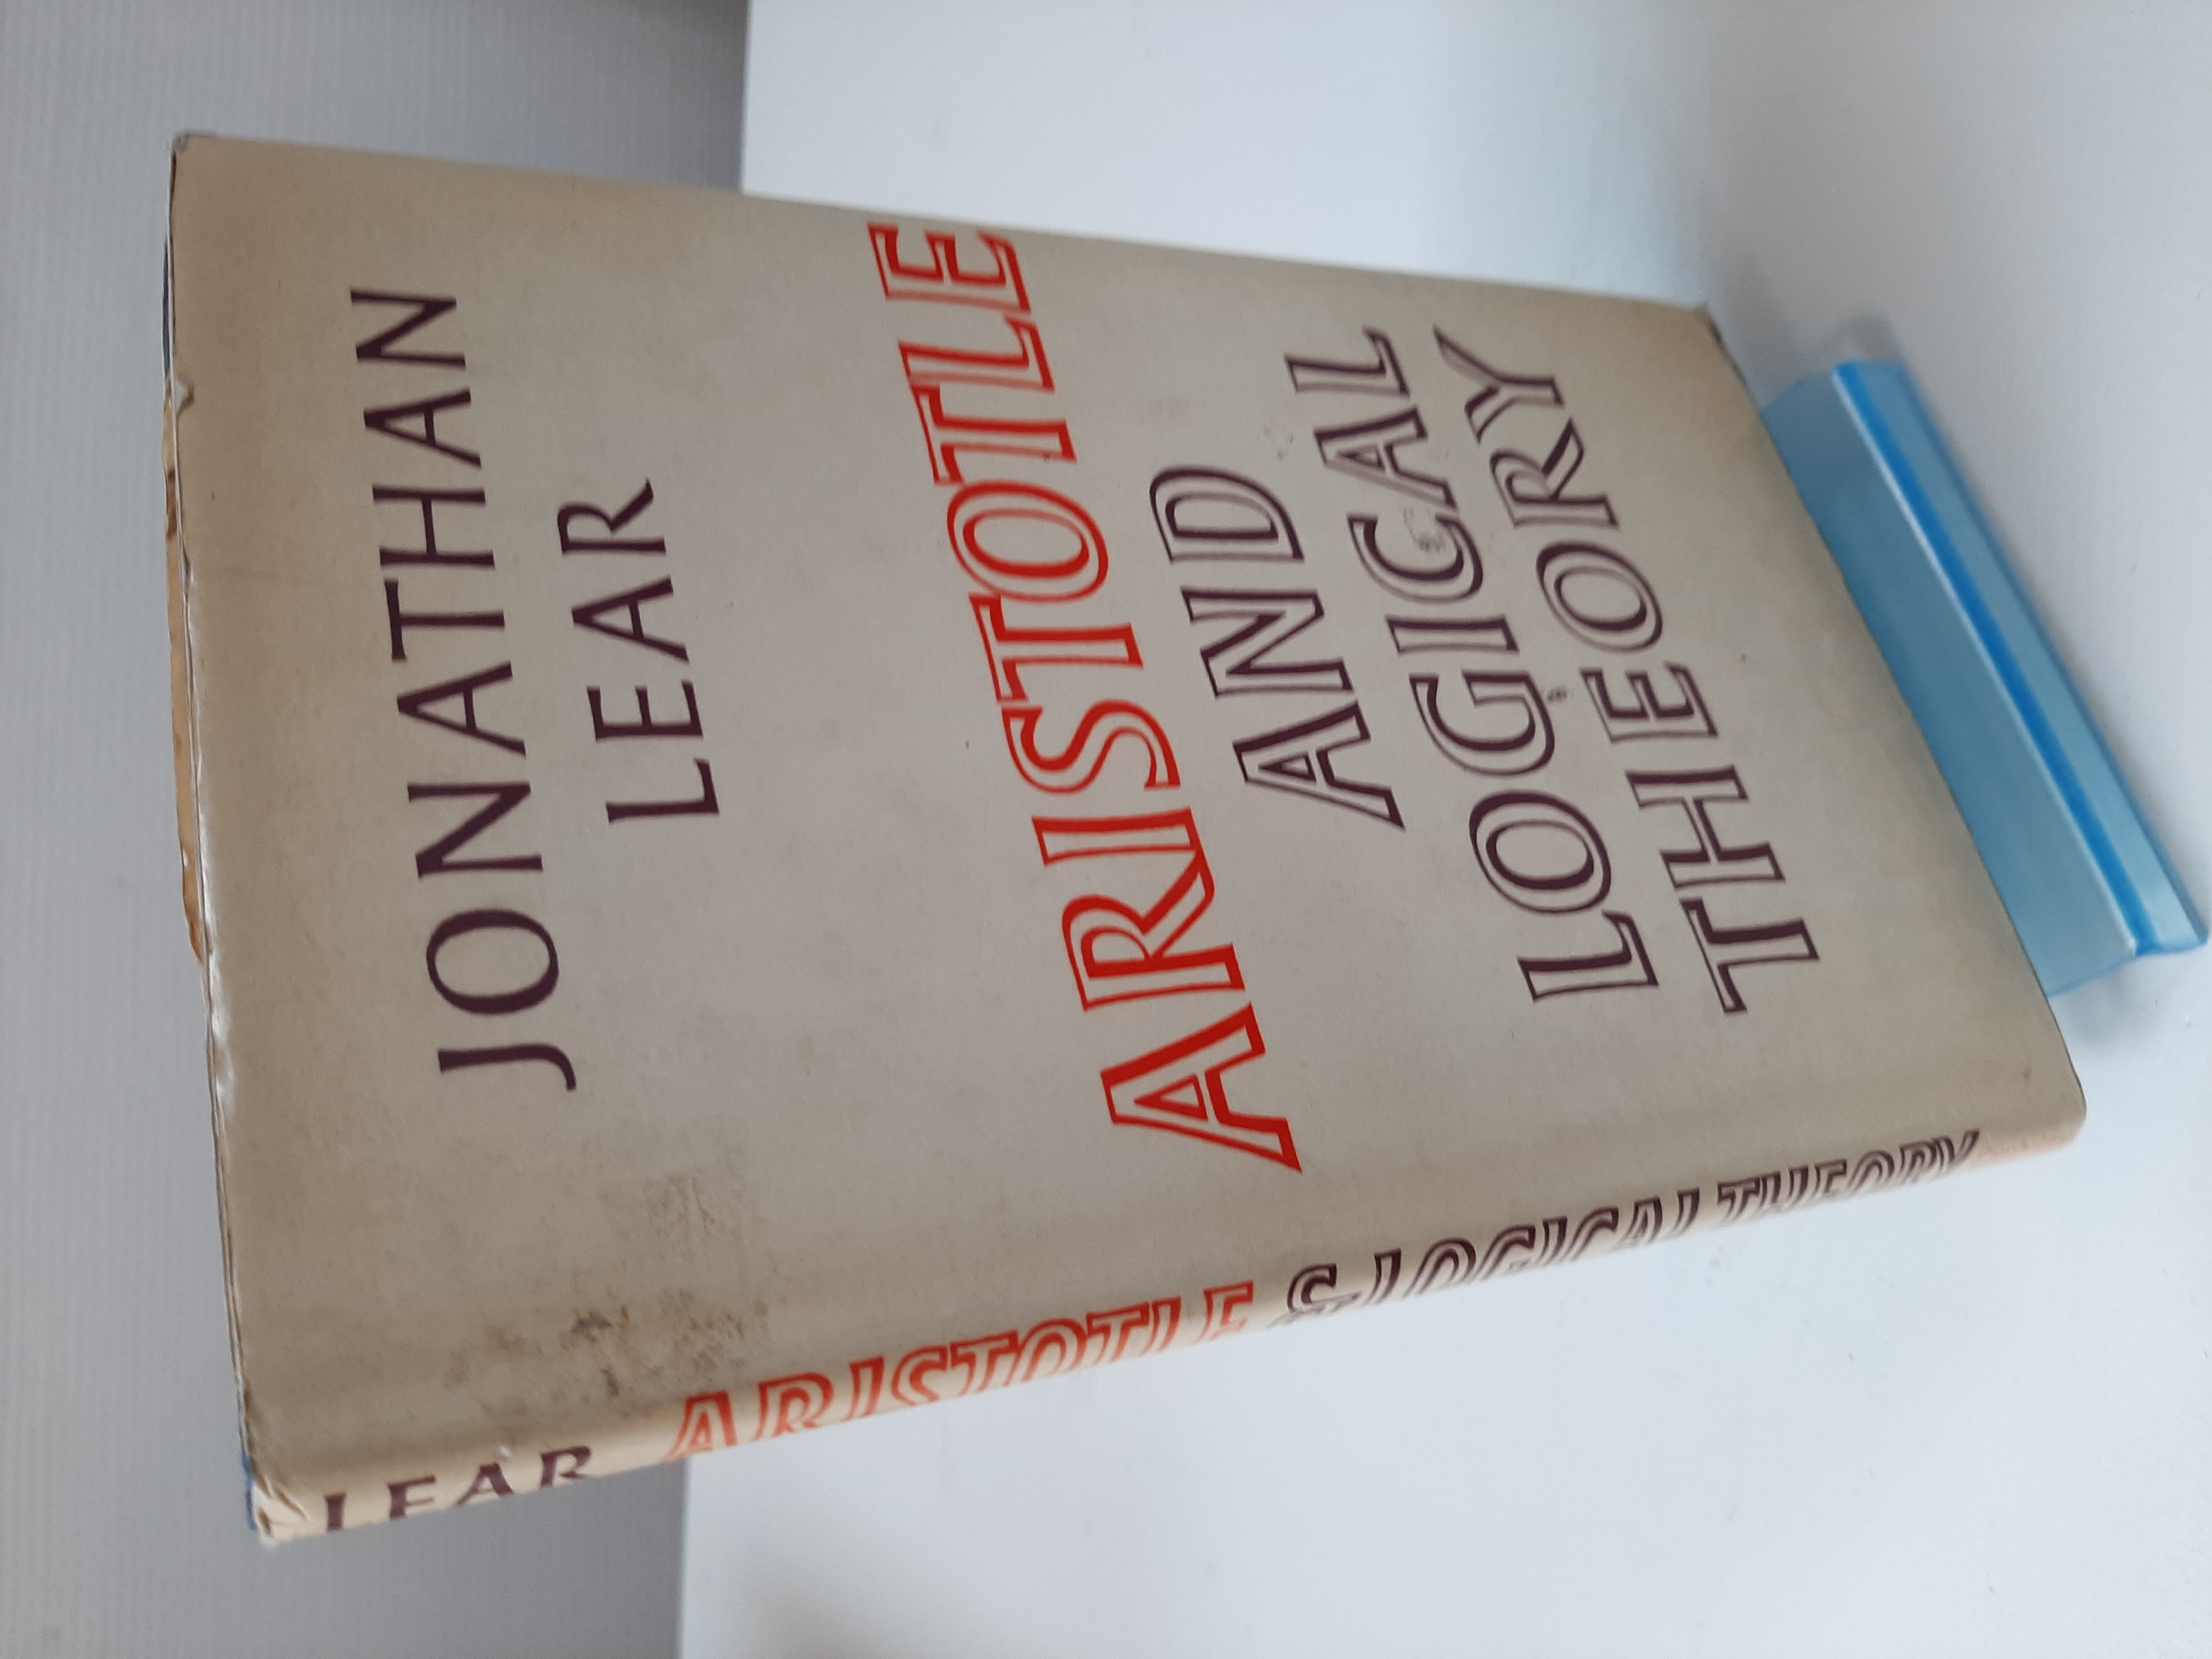 JONATHAN
LEAR
ARISTOTLE
AND
LOGICAL
THEORY
LEAR ARISTOTLE & LOGICAL THEORY